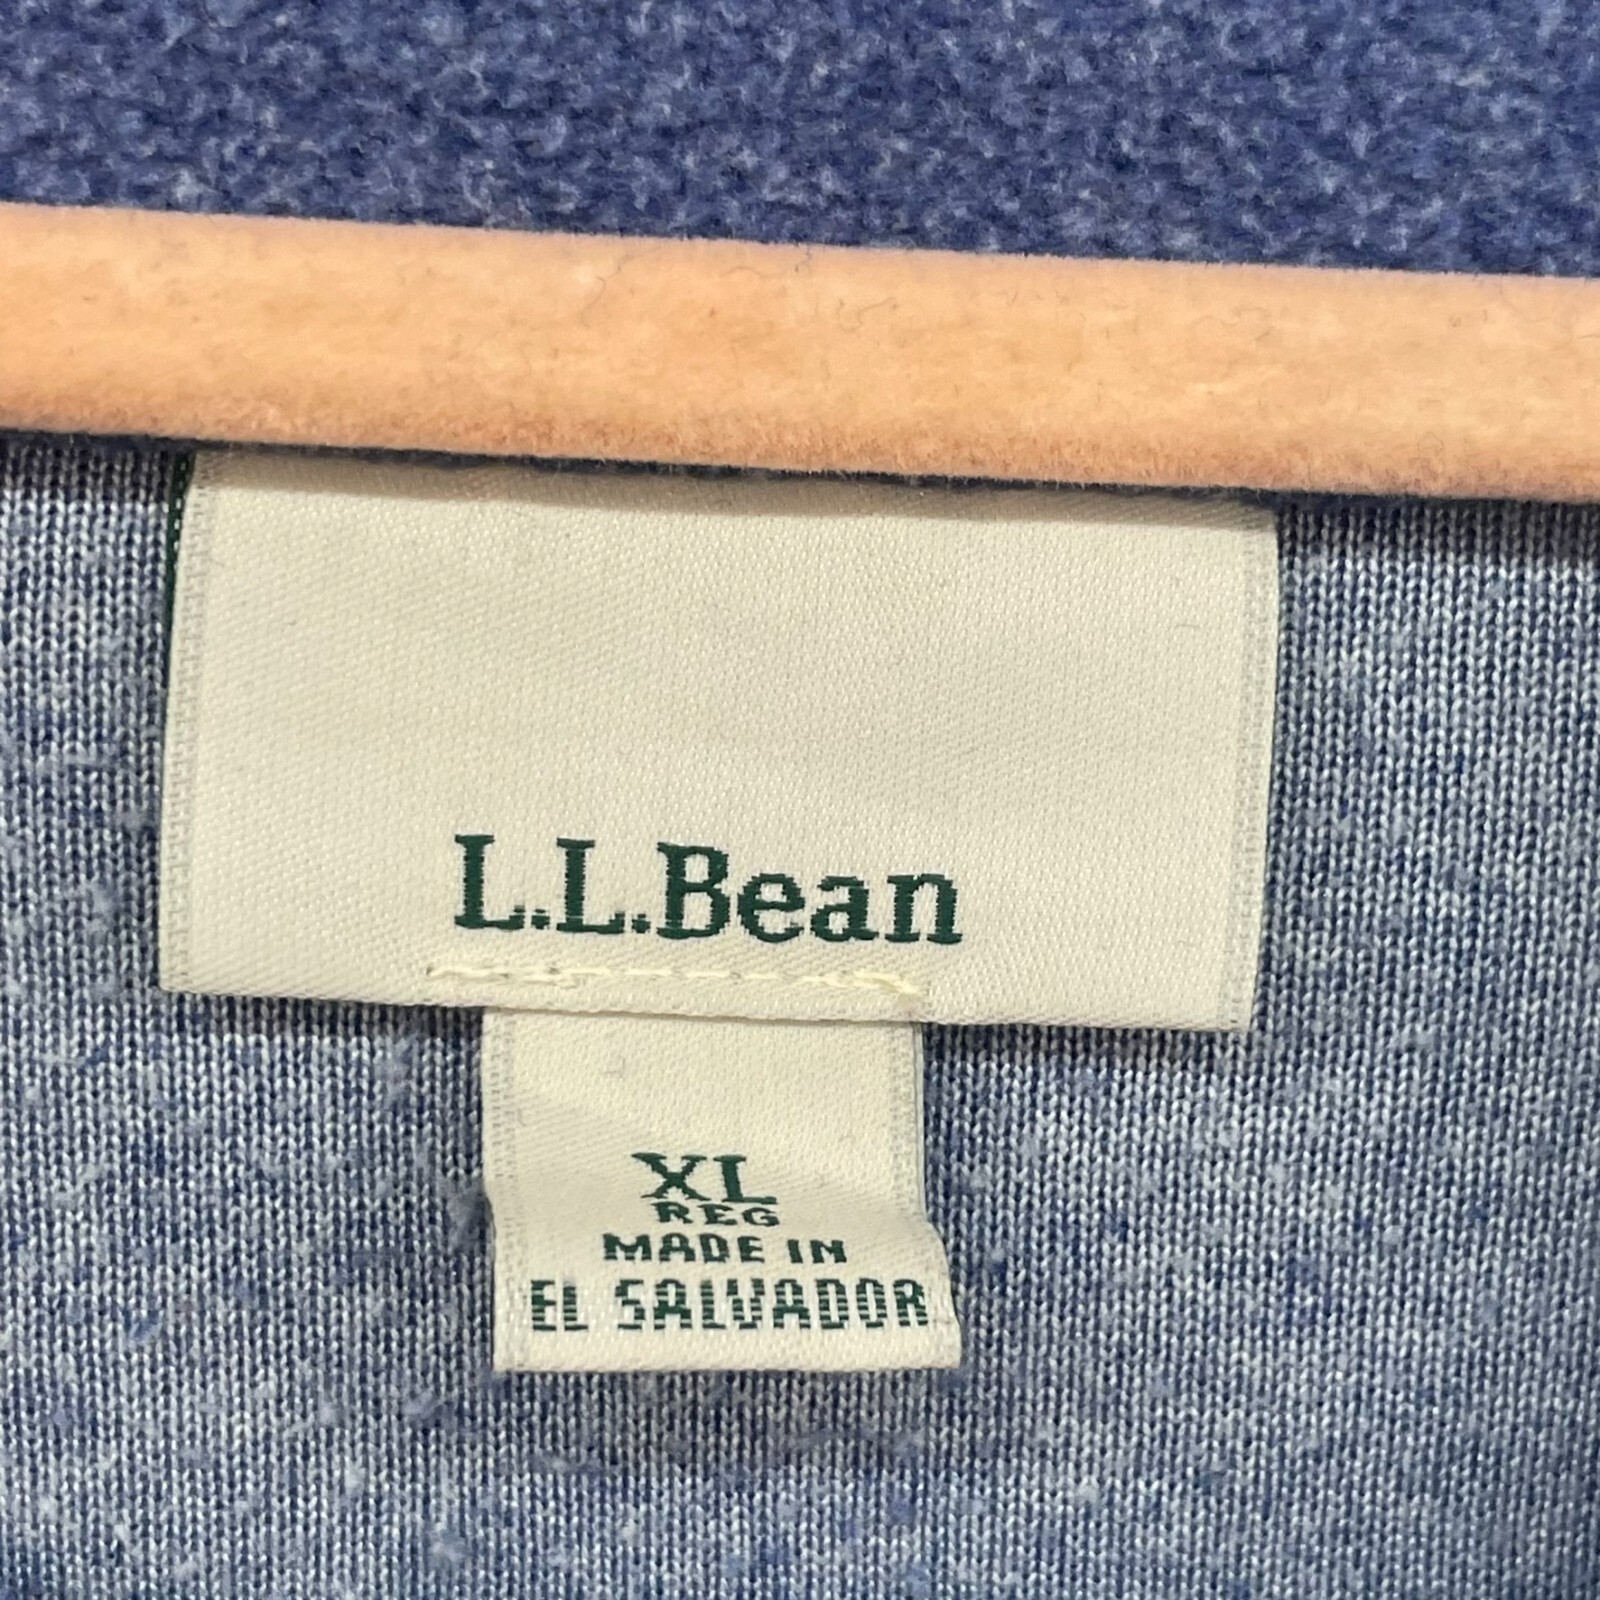 L.L.Bean
XL
REG
MADE IN
EL SALVADOR